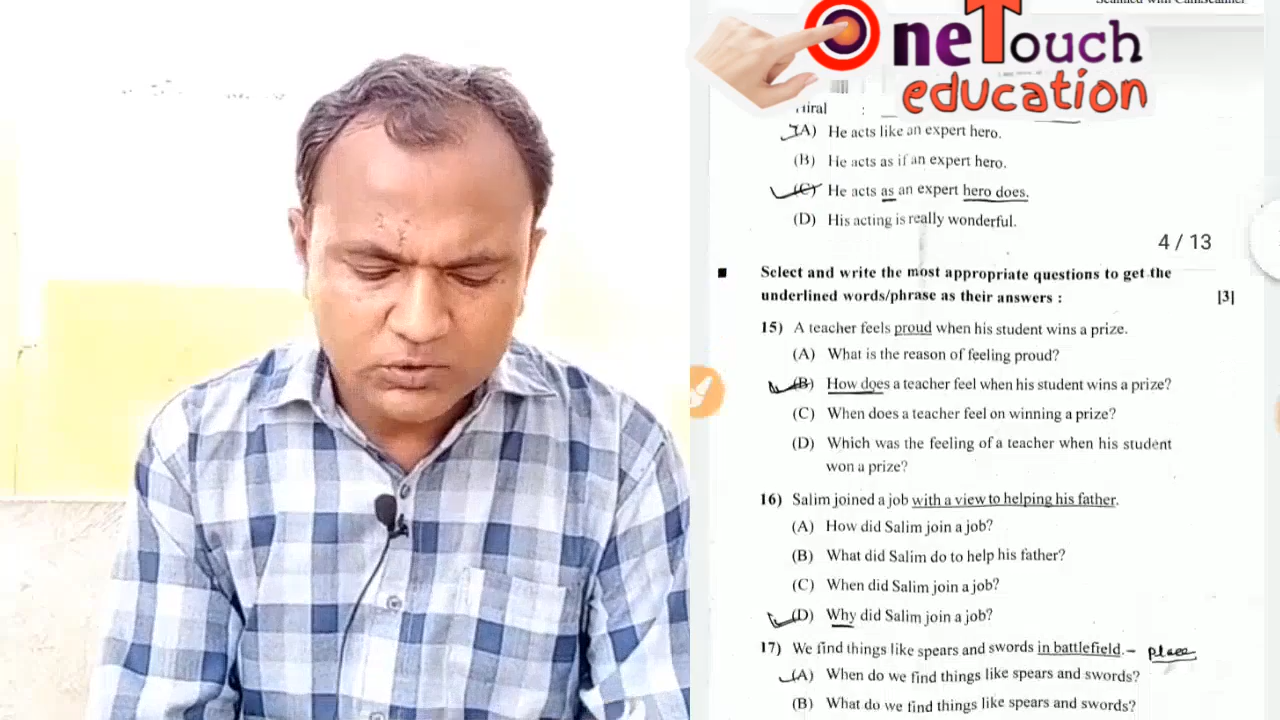 OneTouch
education
(A) He acts like an expert hero.
(B) He acts as if an expert hero.
(C) He acts as an expert hero does.
(D) His acting is really wonderful.
4 / 13
■ Select and write the most appropriate questions to get the
underlined words/phrase as their answers : [3]
15) A teacher feels proud when his student wins a prize.
(A) What is the reason of feeling proud?
(B) How does a teacher feel when his student wins a prize?
(C) When does a teacher feel on winning a prize?
(D) Which was the feeling of a teacher when his student
won a prize?
16) Salim joined a job with a view to helping his father.
(A) How did Salim join a job?
(B) What did Salim do to help his father?
(C) When did Salim join a job?
(D) Why did Salim join a job?
17) We find things like spears and swords in battlefield. – place
(A) When do we find things like spears and swords?
(B) What do we find things like spears and swords?